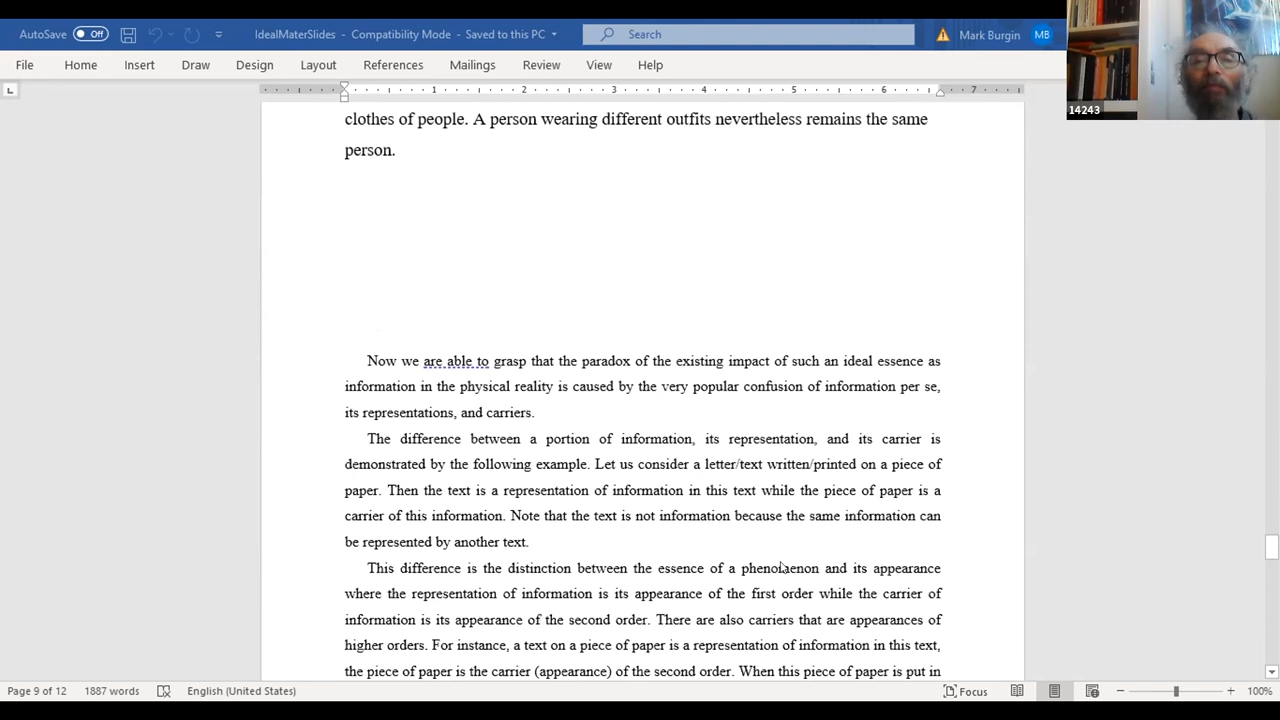 AutoSave Off IdealMaterSlides - Compatibility Mode - Saved to this PC Search Mark Burgin MB
File Home Insert Draw Design Layout References Mailings Review View Help
14243
1 2 3 4 5 6 7
clothes of people. A person wearing different outfits nevertheless remains the same
person.
Now we are able to grasp that the paradox of the existing impact of such an ideal essence as
information in the physical reality is caused by the very popular confusion of information per se,
its representations, and carriers.
The difference between a portion of information, its representation, and its carrier is
demonstrated by the following example. Let us consider a letter/text written/printed on a piece of
paper. Then the text is a representation of information in this text while the piece of paper is a
carrier of this information. Note that the text is not information because the same information can
be represented by another text.
This difference is the distinction between the essence of a phenomenon and its appearance
where the representation of information is its appearance of the first order while the carrier of
information is its appearance of the second order. There are also carriers that are appearances of
higher orders. For instance, a text on a piece of paper is a representation of information in this text,
the piece of paper is the carrier (appearance) of the second order. When this piece of paper is put in
Page 9 of 12 1887 words English (United States) Focus 100%